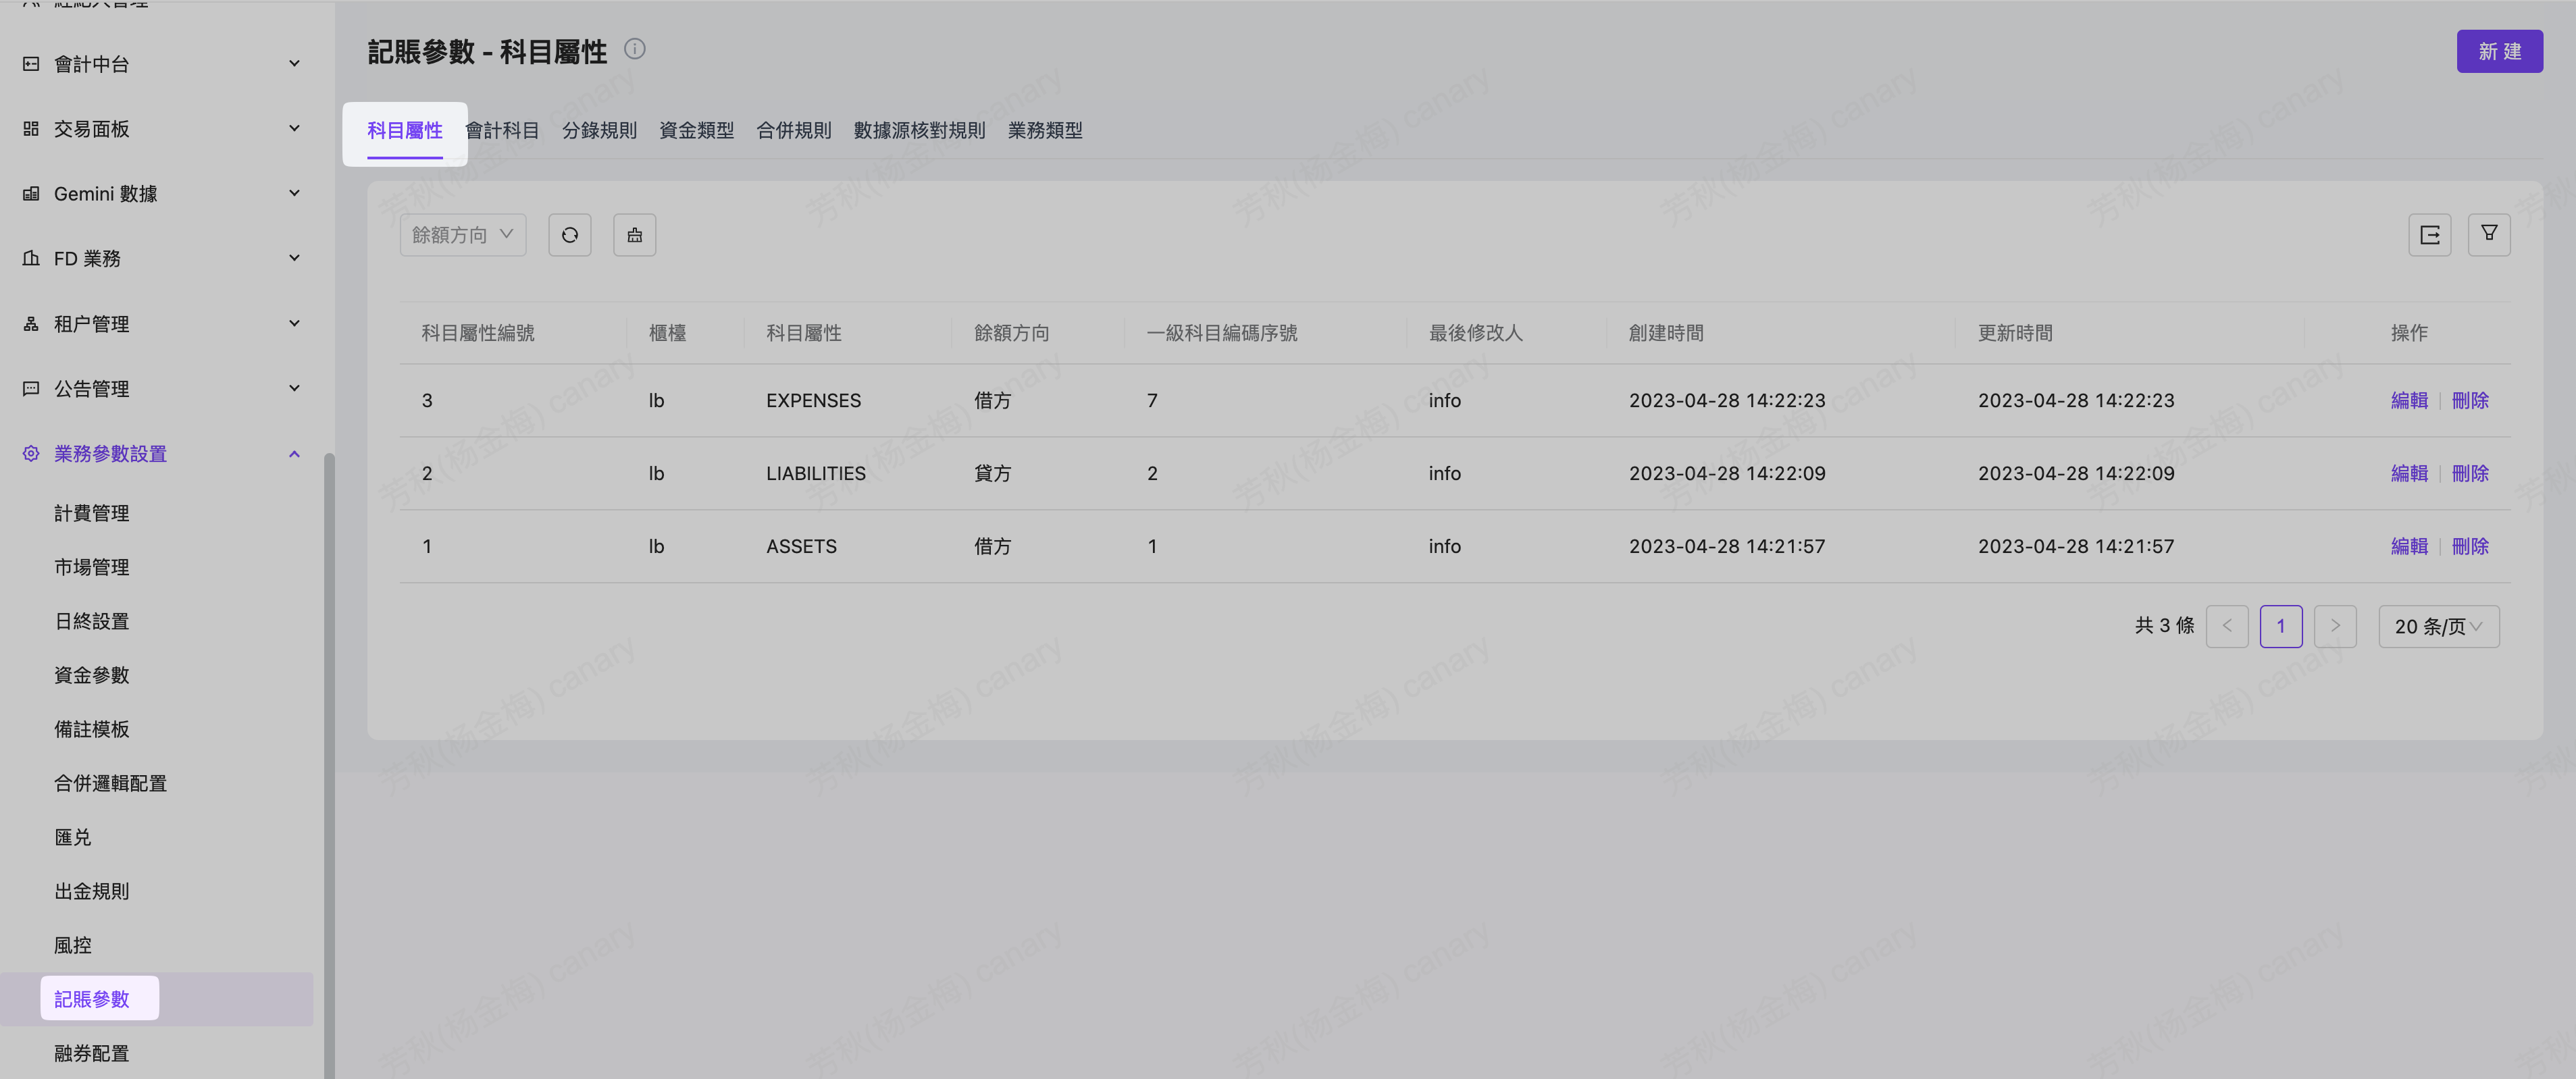 經紀人管理
會計中台
交易面板
Gemini 數據
FD 業務
租户管理
公告管理
業務參數設置
計費管理
市場管理
日終設置
資金參數
備註模板
合併邏輯配置
匯兑
出金規則
風控
記賬參數
融券配置
記賬參數 - 科目屬性
新 建
科目屬性 會計科目 分錄規則 資金類型 合併規則 數據源核對規則 業務類型
餘額方向
科目屬性編號 櫃檯 科目屬性 餘額方向 一級科目編碼序號 最後修改人 創建時間 更新時間 操作
3 lb EXPENSES 借方 7 info 2023-04-28 14:22:23 2023-04-28 14:22:23 編輯 刪除
2 lb LIABILITIES 貸方 2 info 2023-04-28 14:22:09 2023-04-28 14:22:09 編輯 刪除
1 lb ASSETS 借方 1 info 2023-04-28 14:21:57 2023-04-28 14:21:57 編輯 刪除
共 3 條 1 20 条/页
芳秋(杨金梅) canary